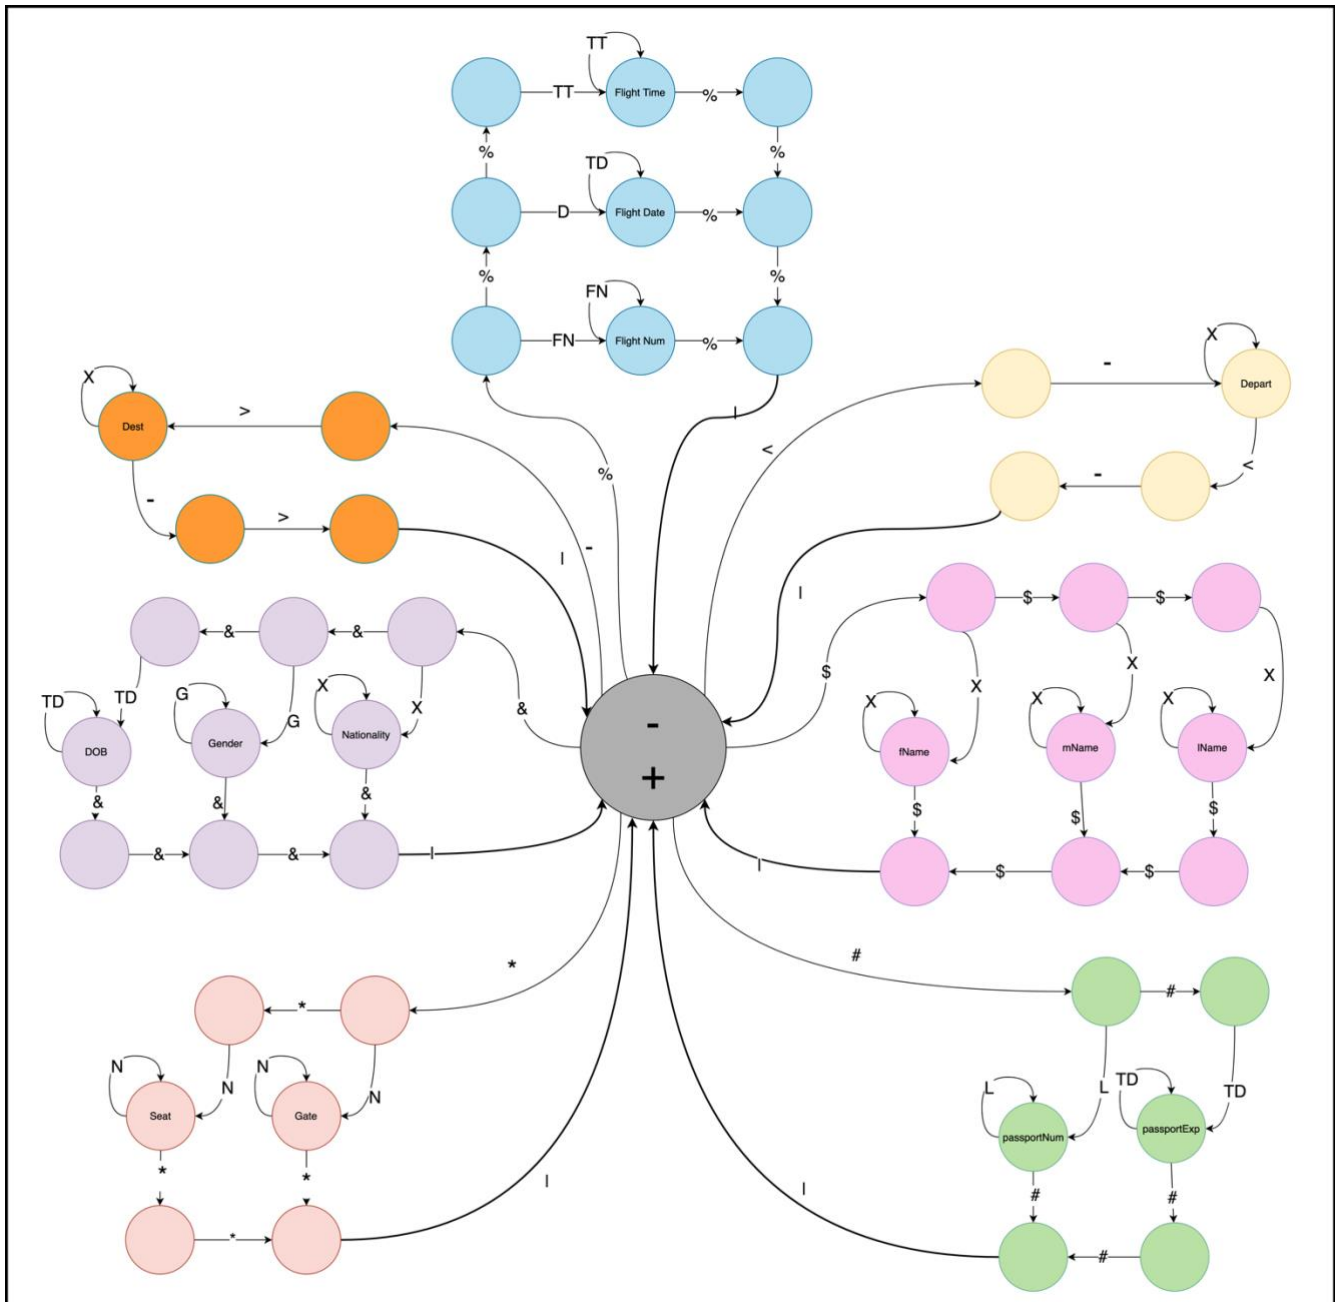 TT
TT
Flight Time
%
%
%
TD
D
Flight Date
%
%
%
FN
FN
Flight Num
%
X
Dest
>
-
>
%
|
<
-
X
Depart
<
-
|
-
|
&
&
&
X
Nationality
G
G
Gender
TD
TD
DOB
&
&
&
&
&
|
-
+
$
$
$
X
X
X
X
fName
X
mName
X
lName
$
$
$
$
$
|
*
*
N
N
N
N
Seat
Gate
*
*
*
|
#
#
L
L
TD
TD
passportNum
passportExp
#
#
#
|